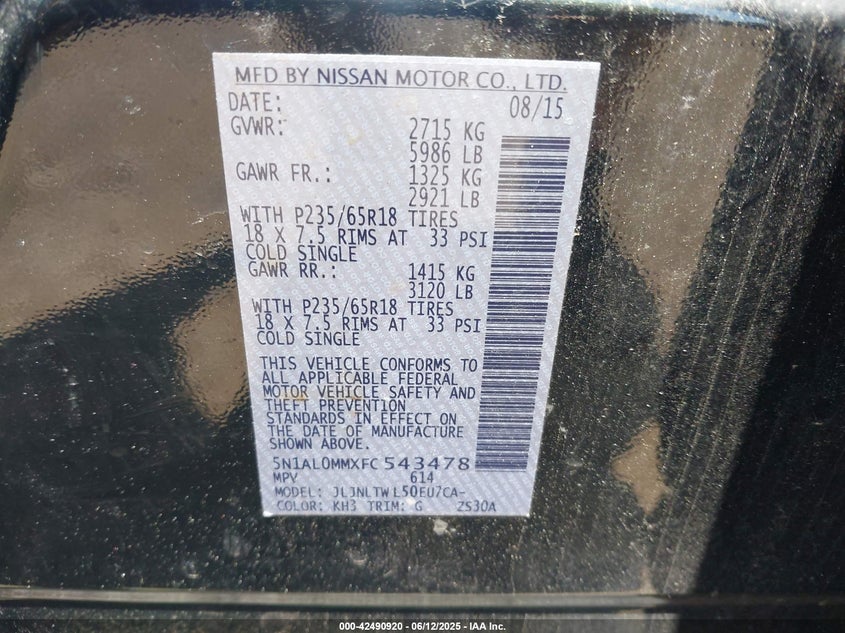 MFD BY NISSAN MOTOR CO., LTD.
DATE: 08/15
GVWR: 2715 KG
5986 LB
GAWR FR.: 1325 KG
2921 LB
WITH P235/65R18 TIRES
18 X 7.5 RIMS AT 33 PSI
COLD SINGLE
GAWR RR.: 1415 KG
3120 LB
WITH P235/65R18 TIRES
18 X 7.5 RIMS AT 33 PSI
COLD SINGLE
THIS VEHICLE CONFORMS TO
ALL APPLICABLE FEDERAL
MOTOR VEHICLE SAFETY AND
THEFT PREVENTION
STANDARDS IN EFFECT ON
THE DATE OF MANUFACTURE
SHOWN ABOVE.
5N1AL0MMXFC543478
MPV 614
MODEL: JLJNLTWL50EU7CA-
COLOR: KH3 TRIM: G ZS30A
000-42490920 - 06/12/2025 - IAA Inc.